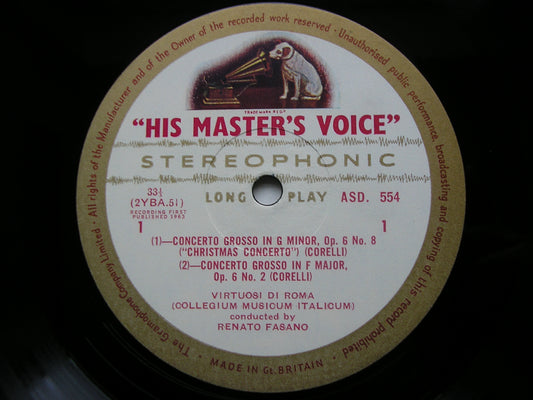 The Gramophone Company Limited · All rights of the Manufacturer and of the Owner of the recorded work reserved · Unauthorised public performance, broadcasting and copying of this record prohibited
TRADE MARK REGD
"HIS MASTER'S VOICE"
STEREOPHONIC
33⅓
(2YBA.51)
LONG PLAY
ASD. 554
RECORDING FIRST
PUBLISHED 1963
1
1
(1)—CONCERTO GROSSO IN G MINOR, Op. 6 No. 8
("CHRISTMAS CONCERTO") (CORELLI)
(2)—CONCERTO GROSSO IN F MAJOR,
Op. 6 No. 2 (CORELLI)
VIRTUOSI DI ROMA
(COLLEGIUM MUSICUM ITALICUM)
conducted by
RENATO FASANO
· MADE IN Gt. BRITAIN ·